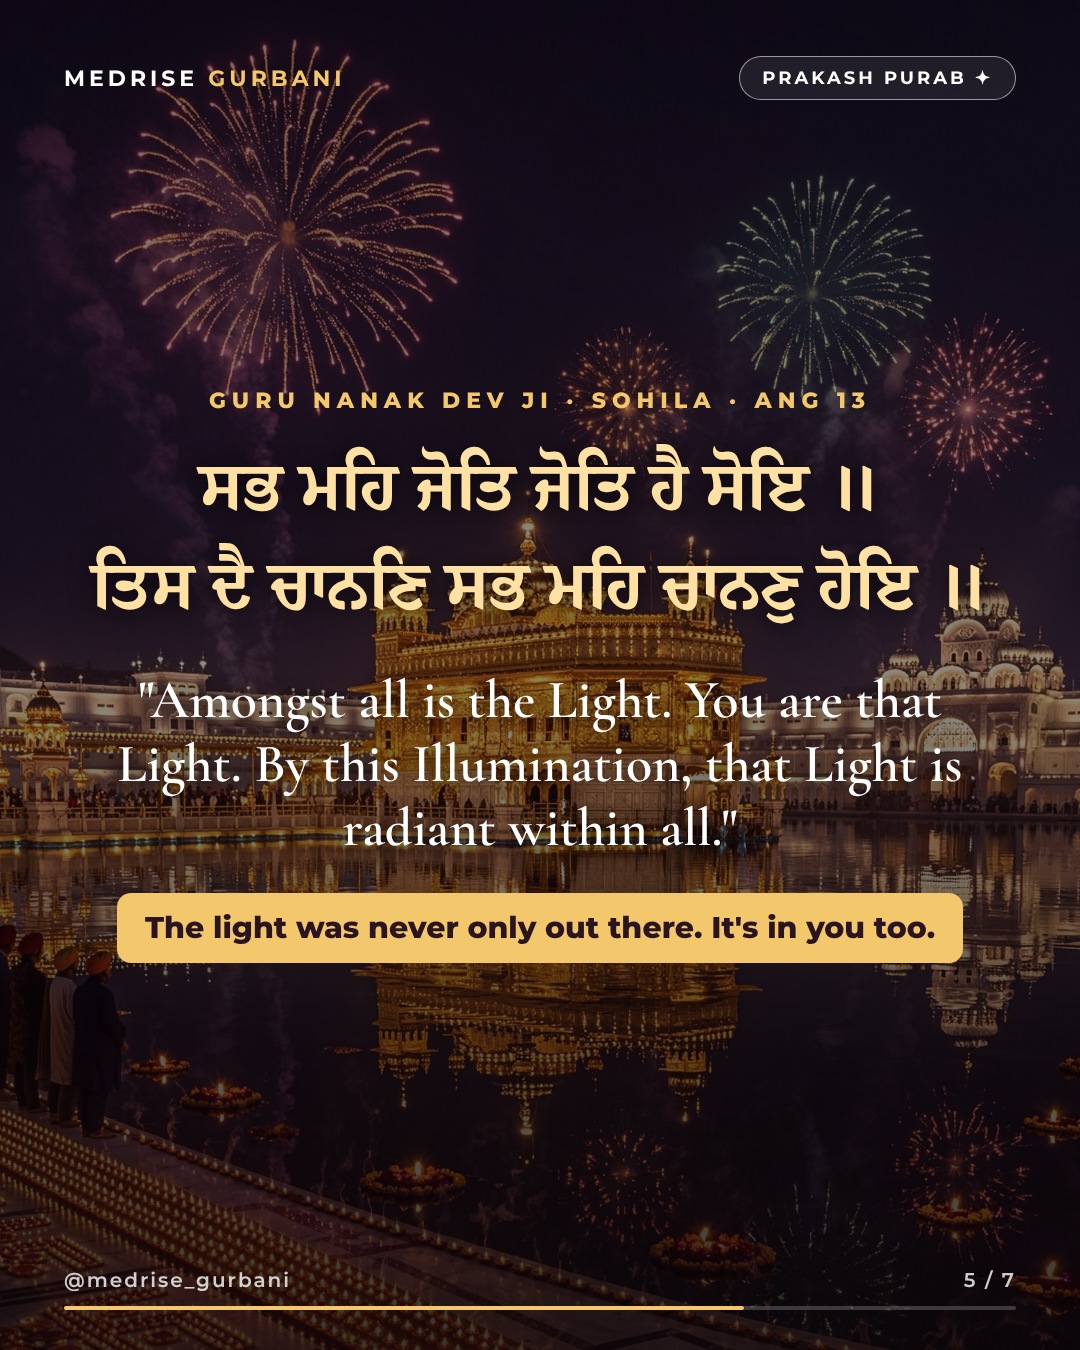 MEDRISE GURBANI
PRAKASH PURAB ✦
GURU NANAK DEV JI · SOHILA · ANG 13
ਸਭ ਮਹਿ ਜੋਤਿ ਜੋਤਿ ਹੈ ਸੋਇ ॥
ਤਿਸ ਦੈ ਚਾਨਣਿ ਸਭ ਮਹਿ ਚਾਨਣੁ ਹੋਇ ॥
"Amongst all is the Light. You are that
Light. By this Illumination, that Light is
radiant within all."
The light was never only out there. It's in you too.
@medrise_gurbani
5 / 7